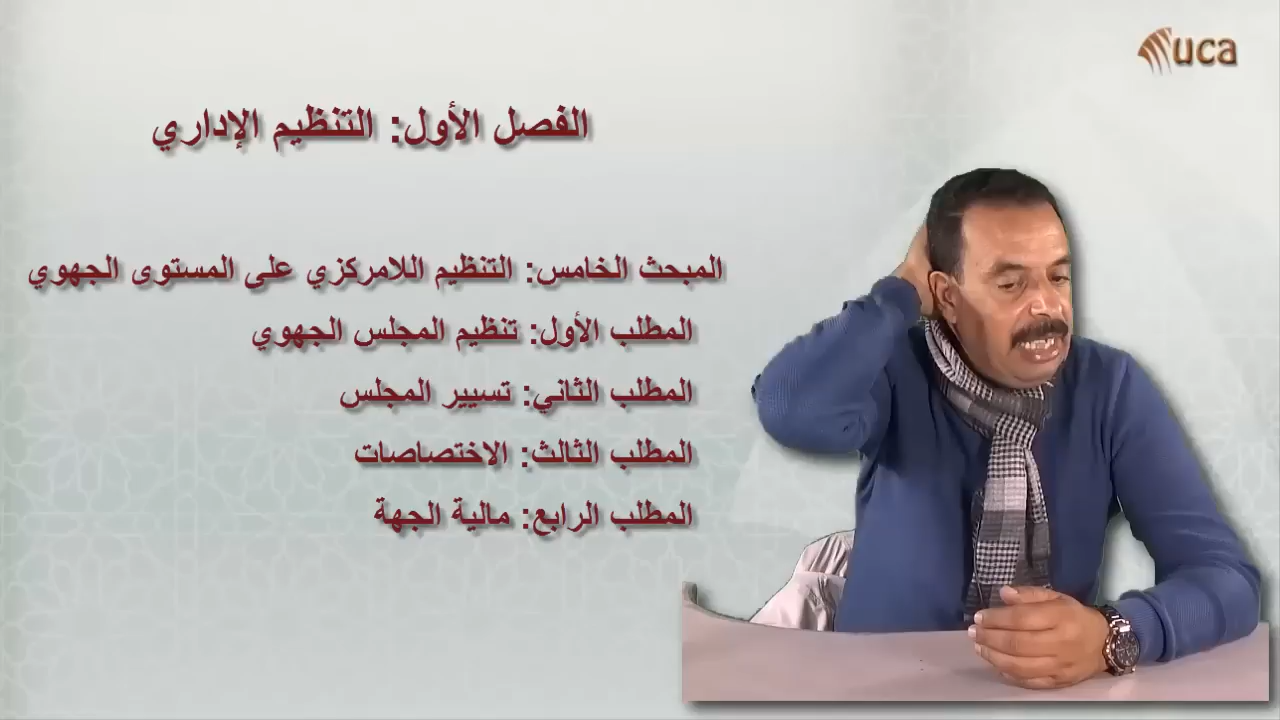 uca
الفصل الأول: التنظيم الإداري
المبحث الخامس: التنظيم اللامركزي على المستوى الجهوي
المطلب الأول: تنظيم المجلس الجهوي
المطلب الثاني: تسيير المجلس
المطلب الثالث: الاختصاصات
المطلب الرابع: مالية الجهة